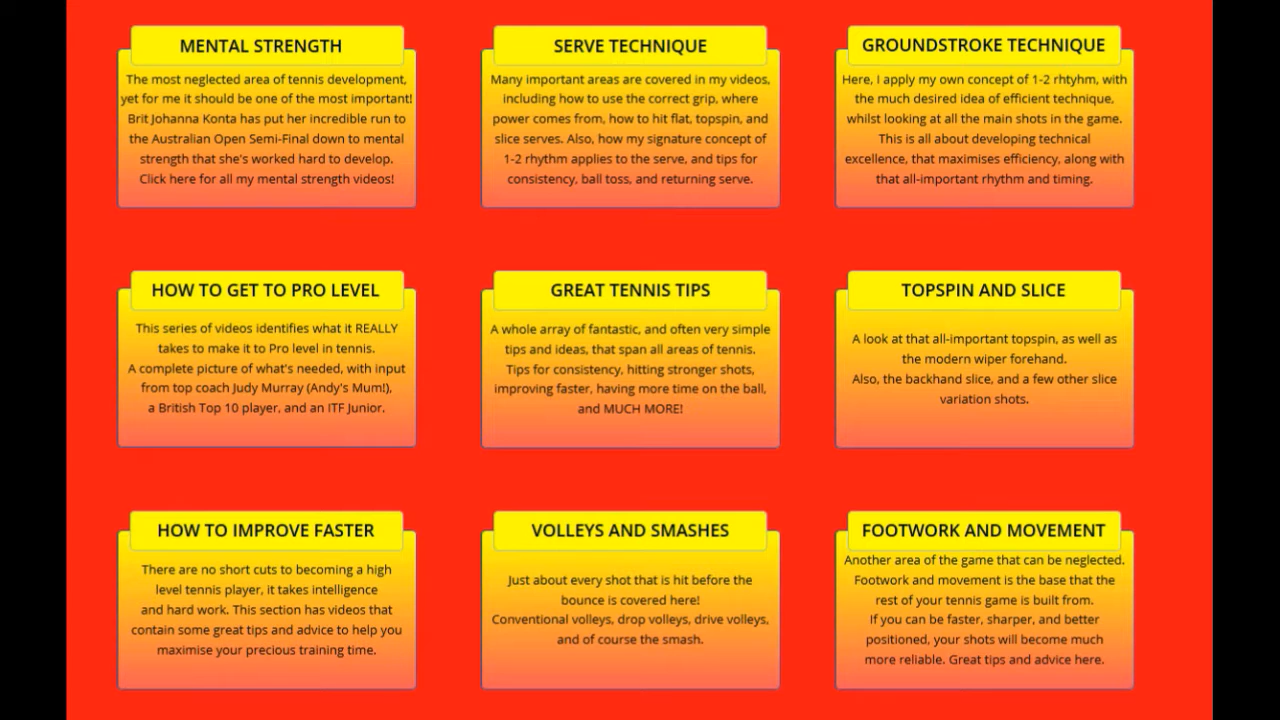 MENTAL STRENGTH
The most neglected area of tennis development,
yet for me it should be one of the most important!
Brit Johanna Konta has put her incredible run to
the Australian Open Semi-Final down to mental
strength that she's worked hard to develop.
Click here for all my mental strength videos!
SERVE TECHNIQUE
Many important areas are covered in my videos,
including how to use the correct grip, where
power comes from, how to hit flat, topspin, and
slice serves. Also, how my signature concept of
1-2 rhythm applies to the serve, and tips for
consistency, ball toss, and returning serve.
GROUNDSTROKE TECHNIQUE
Here, I apply my own concept of 1-2 rhtyhm, with
the much desired idea of efficient technique,
whilst looking at all the main shots in the game.
This is all about developing technical
excellence, that maximises efficiency, along with
that all-important rhythm and timing.
HOW TO GET TO PRO LEVEL
This series of videos identifies what it REALLY
takes to make it to Pro level in tennis.
A complete picture of what's needed, with input
from top coach Judy Murray (Andy's Mum!),
a British Top 10 player, and an ITF Junior.
GREAT TENNIS TIPS
A whole array of fantastic, and often very simple
tips and ideas, that span all areas of tennis.
Tips for consistency, hitting stronger shots,
improving faster, having more time on the ball,
and MUCH MORE!
TOPSPIN AND SLICE
A look at that all-important topspin, as well as
the modern wiper forehand.
Also, the backhand slice, and a few other slice
variation shots.
HOW TO IMPROVE FASTER
There are no short cuts to becoming a high
level tennis player, it takes intelligence
and hard work. This section has videos that
contain some great tips and advice to help you
maximise your precious training time.
VOLLEYS AND SMASHES
Just about every shot that is hit before the
bounce is covered here!
Conventional volleys, drop volleys, drive volleys,
and of course the smash.
FOOTWORK AND MOVEMENT
Another area of the game that can be neglected.
Footwork and movement is the base that the
rest of your tennis game is built from.
If you can be faster, sharper, and better
positioned, your shots will become much
more reliable. Great tips and advice here.